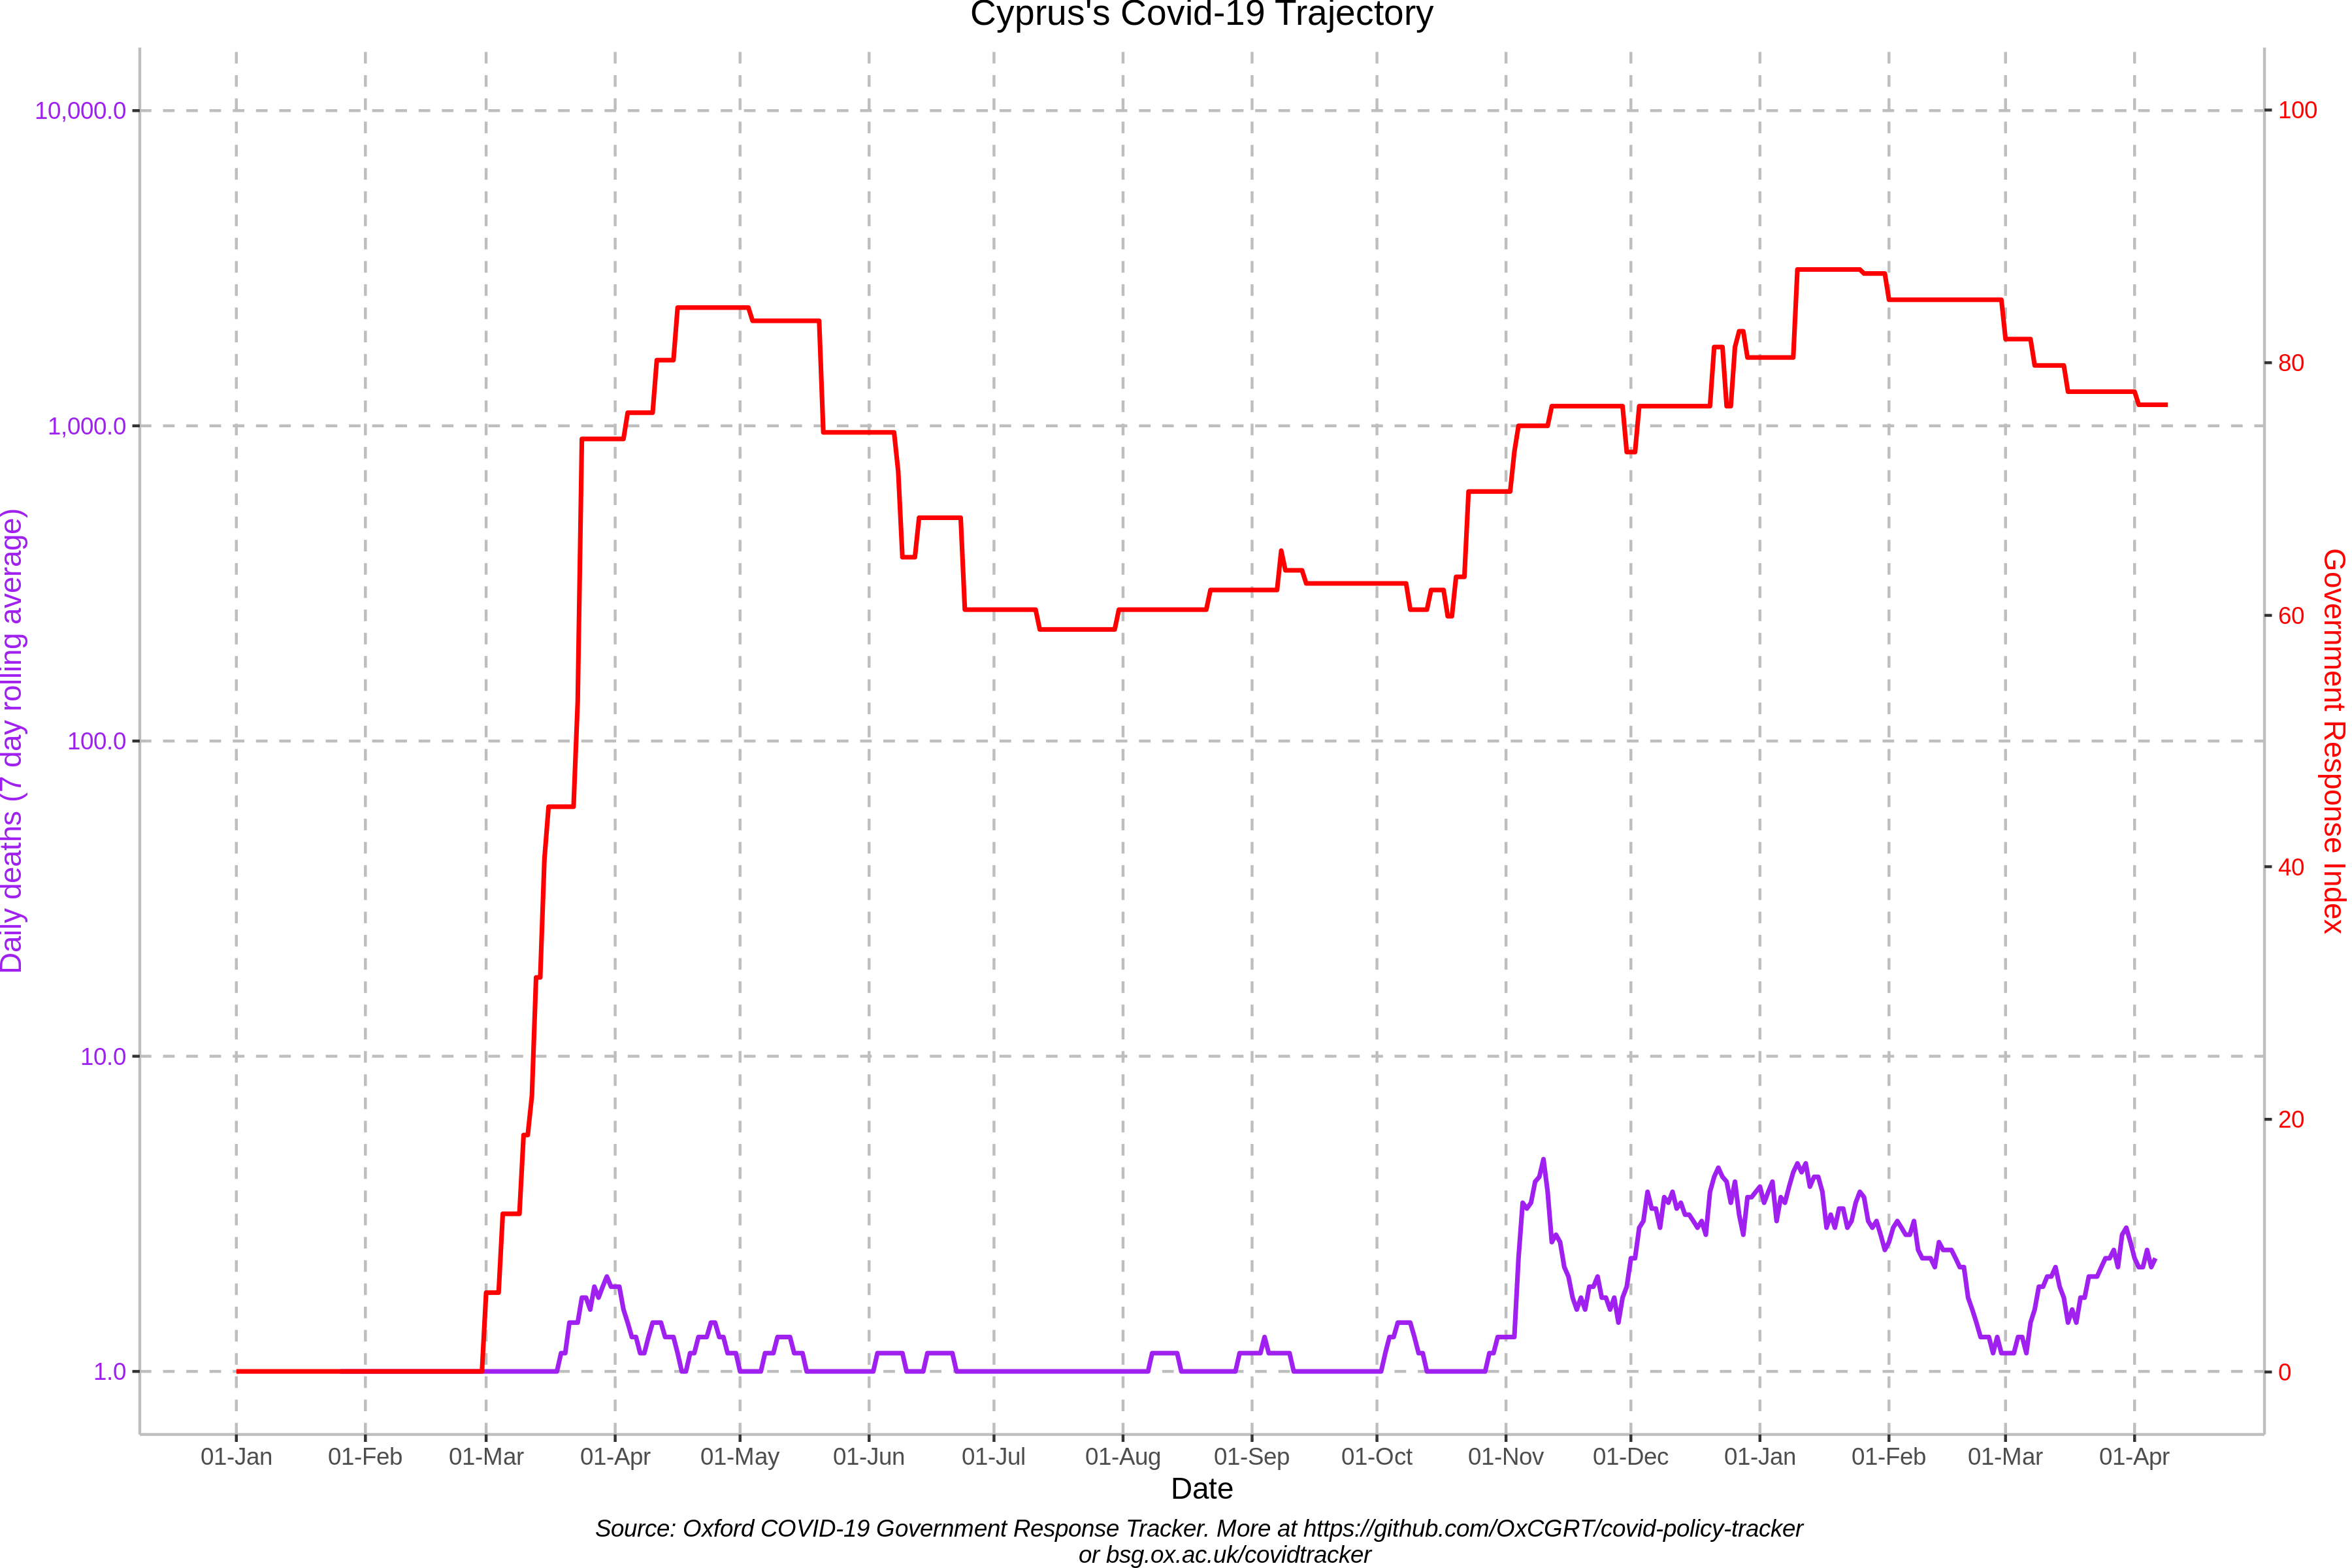 Cyprus's Covid-19 Trajectory
10,000.0
1,000.0
100.0
10.0
1.0
Daily deaths (7 day rolling average)
100
80
60
40
20
0
Government Response Index
01-Jan 01-Feb 01-Mar 01-Apr 01-May 01-Jun 01-Jul 01-Aug 01-Sep 01-Oct 01-Nov 01-Dec 01-Jan 01-Feb 01-Mar 01-Apr
Date
Source: Oxford COVID-19 Government Response Tracker. More at https://github.com/OxCGRT/covid-policy-tracker
or bsg.ox.ac.uk/covidtracker